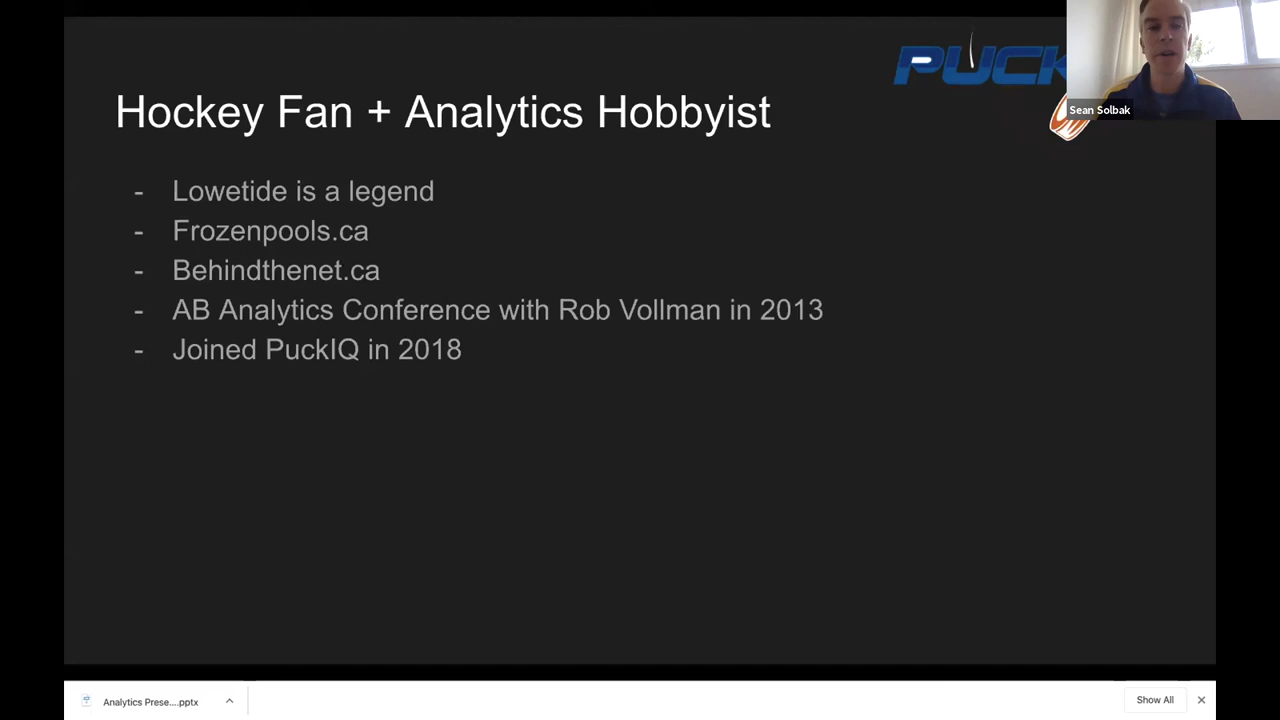 PUCK
Hockey Fan + Analytics Hobbyist
Sean Solbak
- Lowetide is a legend
- Frozenpools.ca
- Behindthenet.ca
- AB Analytics Conference with Rob Vollman in 2013
- Joined PuckIQ in 2018
Analytics Prese....pptx
Show All